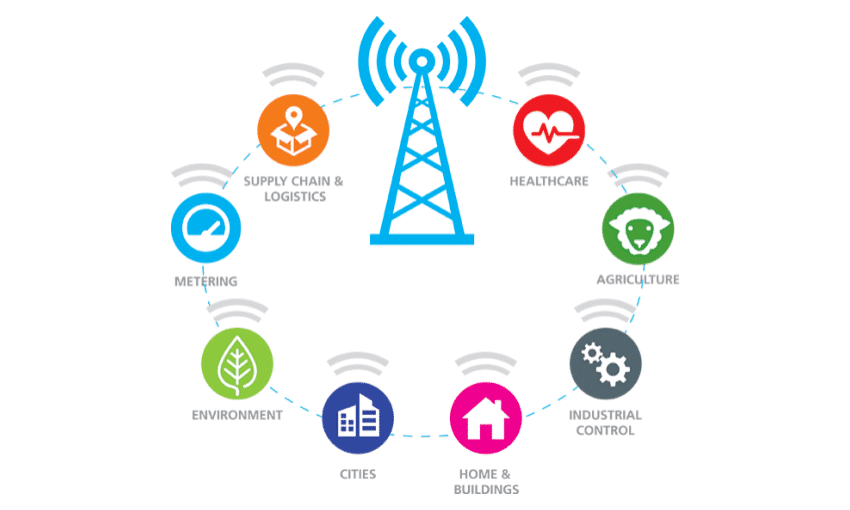 SUPPLY CHAIN &
LOGISTICS
HEALTHCARE
METERING
AGRICULTURE
ENVIRONMENT
INDUSTRIAL
CONTROL
CITIES
HOME &
BUILDINGS